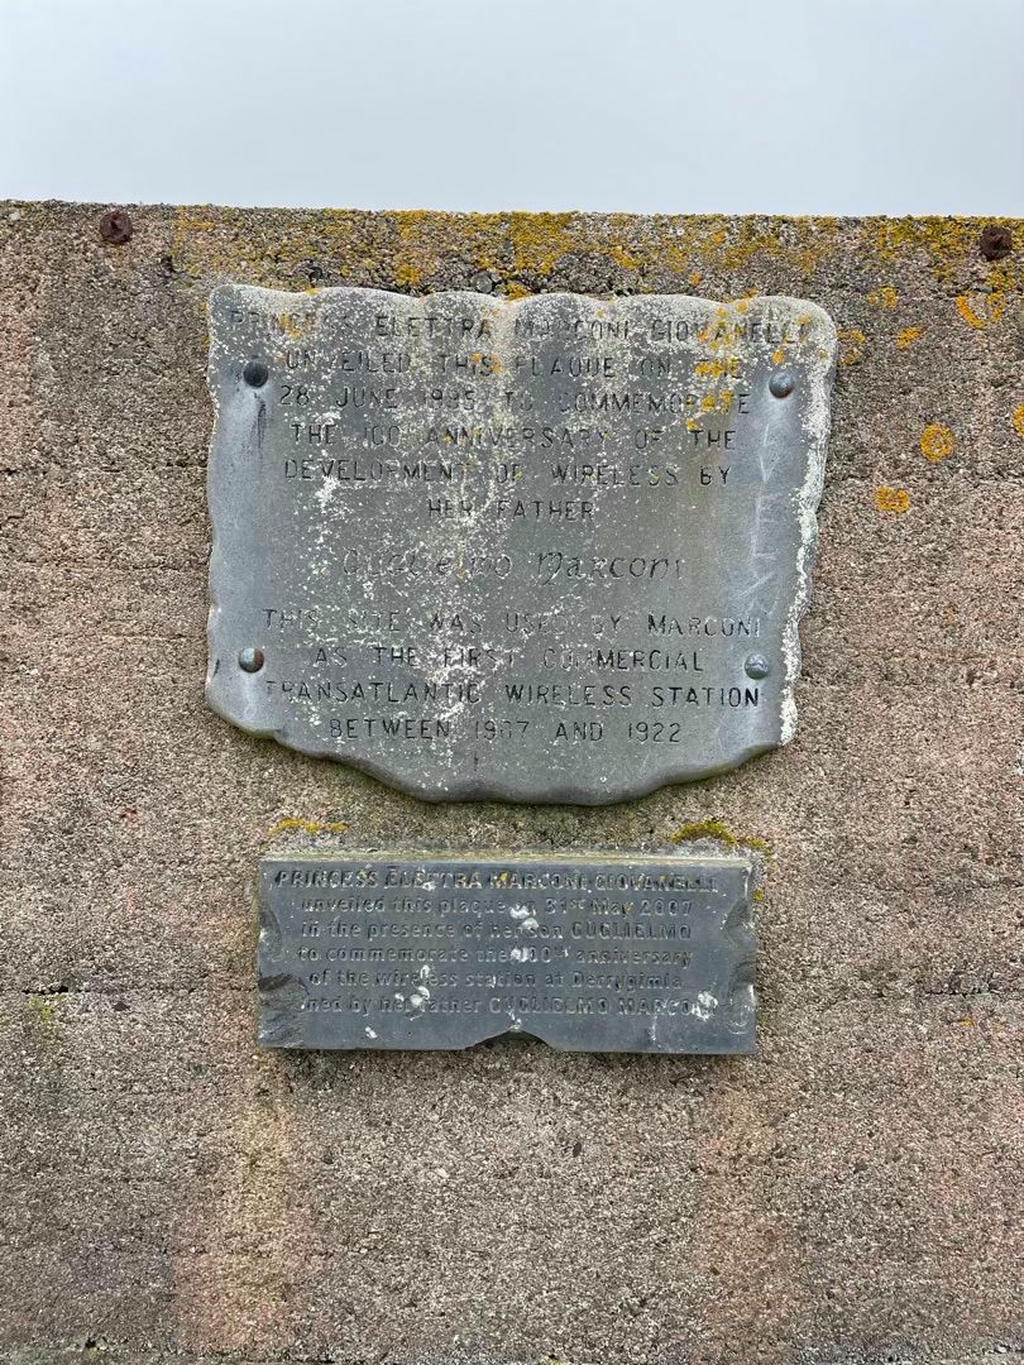 PRINCESS ELETTRA MARCONI GIOVANELLI
UNVEILED THIS PLAQUE ON THE
28 JUNE 1995 TO COMMEMORATE
THE 100 ANNIVERSARY OF THE
DEVELOPMENT OF WIRELESS BY
HER FATHER
Guglielmo Marconi
THIS SITE WAS USED BY MARCONI
AS THE FIRST COMMERCIAL
TRANSATLANTIC WIRELESS STATION
BETWEEN 1907 AND 1922
PRINCESS ELETTRA MARCONI GIOVANELLI
unveiled this plaque on 31st May 2007
in the presence of her son GUGLIELMO
to commemorate the 100th anniversary
of the wireless station at Derrygimla
by her father GUGLIELMO MARCONI